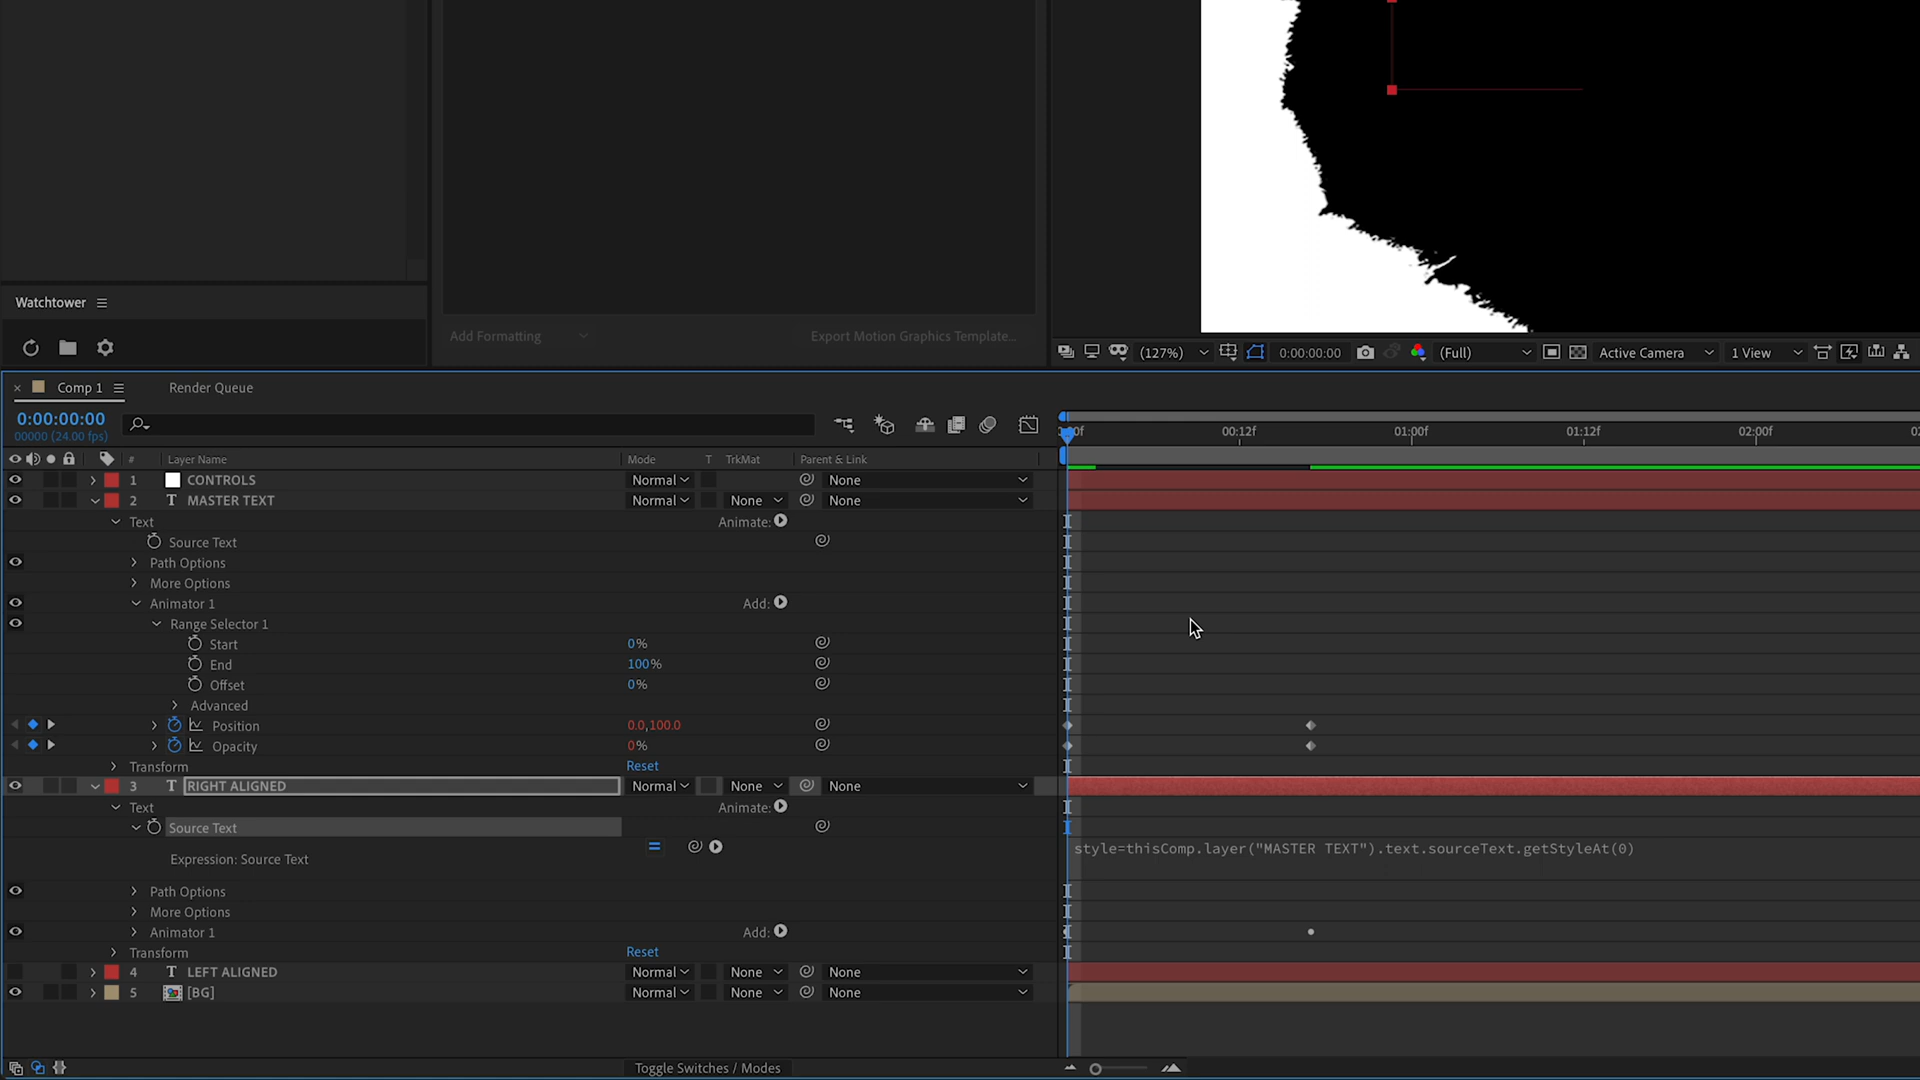 Watchtower
Add Formatting Export Motion Graphics Template...
(127%) 0:00:00:00 (Full) Active Camera 1 View
× Comp 1 Render Queue
0:00:00:00
00000 (24.00 fps)
00:12f 01:00f 01:12f 02:00f
# Layer Name Mode T TrkMat Parent & Link
1 CONTROLS Normal None
2 T MASTER TEXT Normal None None
Text Animate:
Source Text
Path Options
More Options
Animator 1 Add:
Range Selector 1
Start 0%
End 100%
Offset 0%
Advanced
Position 0.0,100.0
Opacity 0%
Transform Reset
3 T RIGHT ALIGNED Normal None None
Text Animate:
Source Text
Expression: Source Text style=thisComp.layer("MASTER TEXT").text.sourceText.getStyleAt(0)
Path Options
More Options
Animator 1 Add:
Transform Reset
4 T LEFT ALIGNED Normal None None
5 [BG] Normal None None
Toggle Switches / Modes